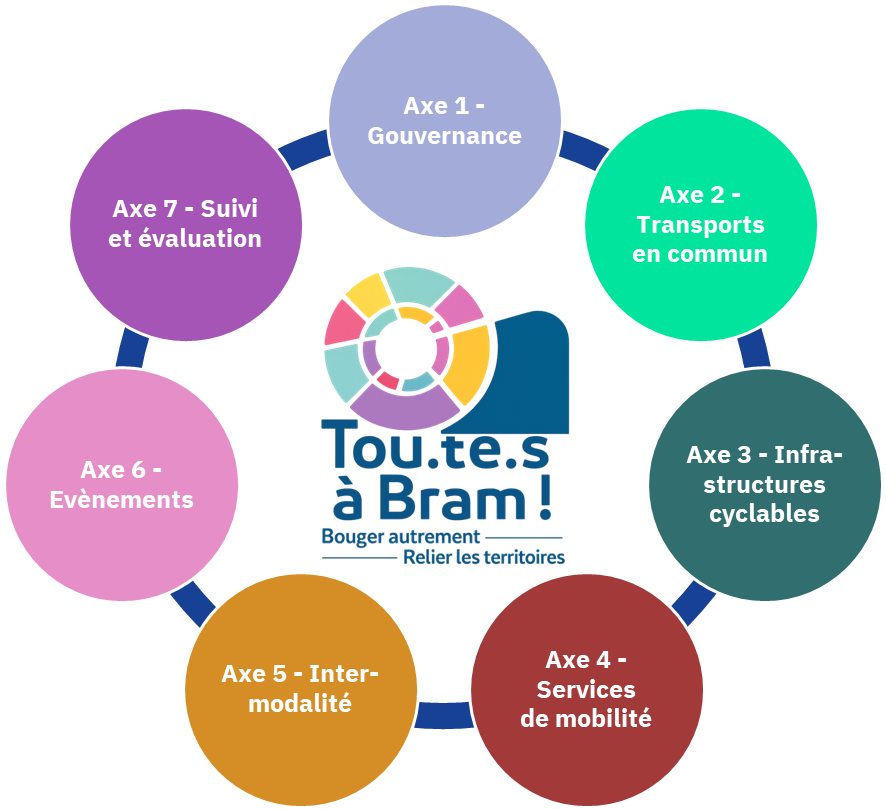 Axe 1 -
Gouvernance
Axe 2 -
Transports
en commun
Axe 3 - Infra-
structures
cyclables
Axe 4 -
Services
de mobilité
Axe 5 - Inter-
modalité
Axe 6 -
Evènements
Axe 7 - Suivi
et évaluation
Tou.te.s
à Bram !
Bouger autrement
Relier les territoires